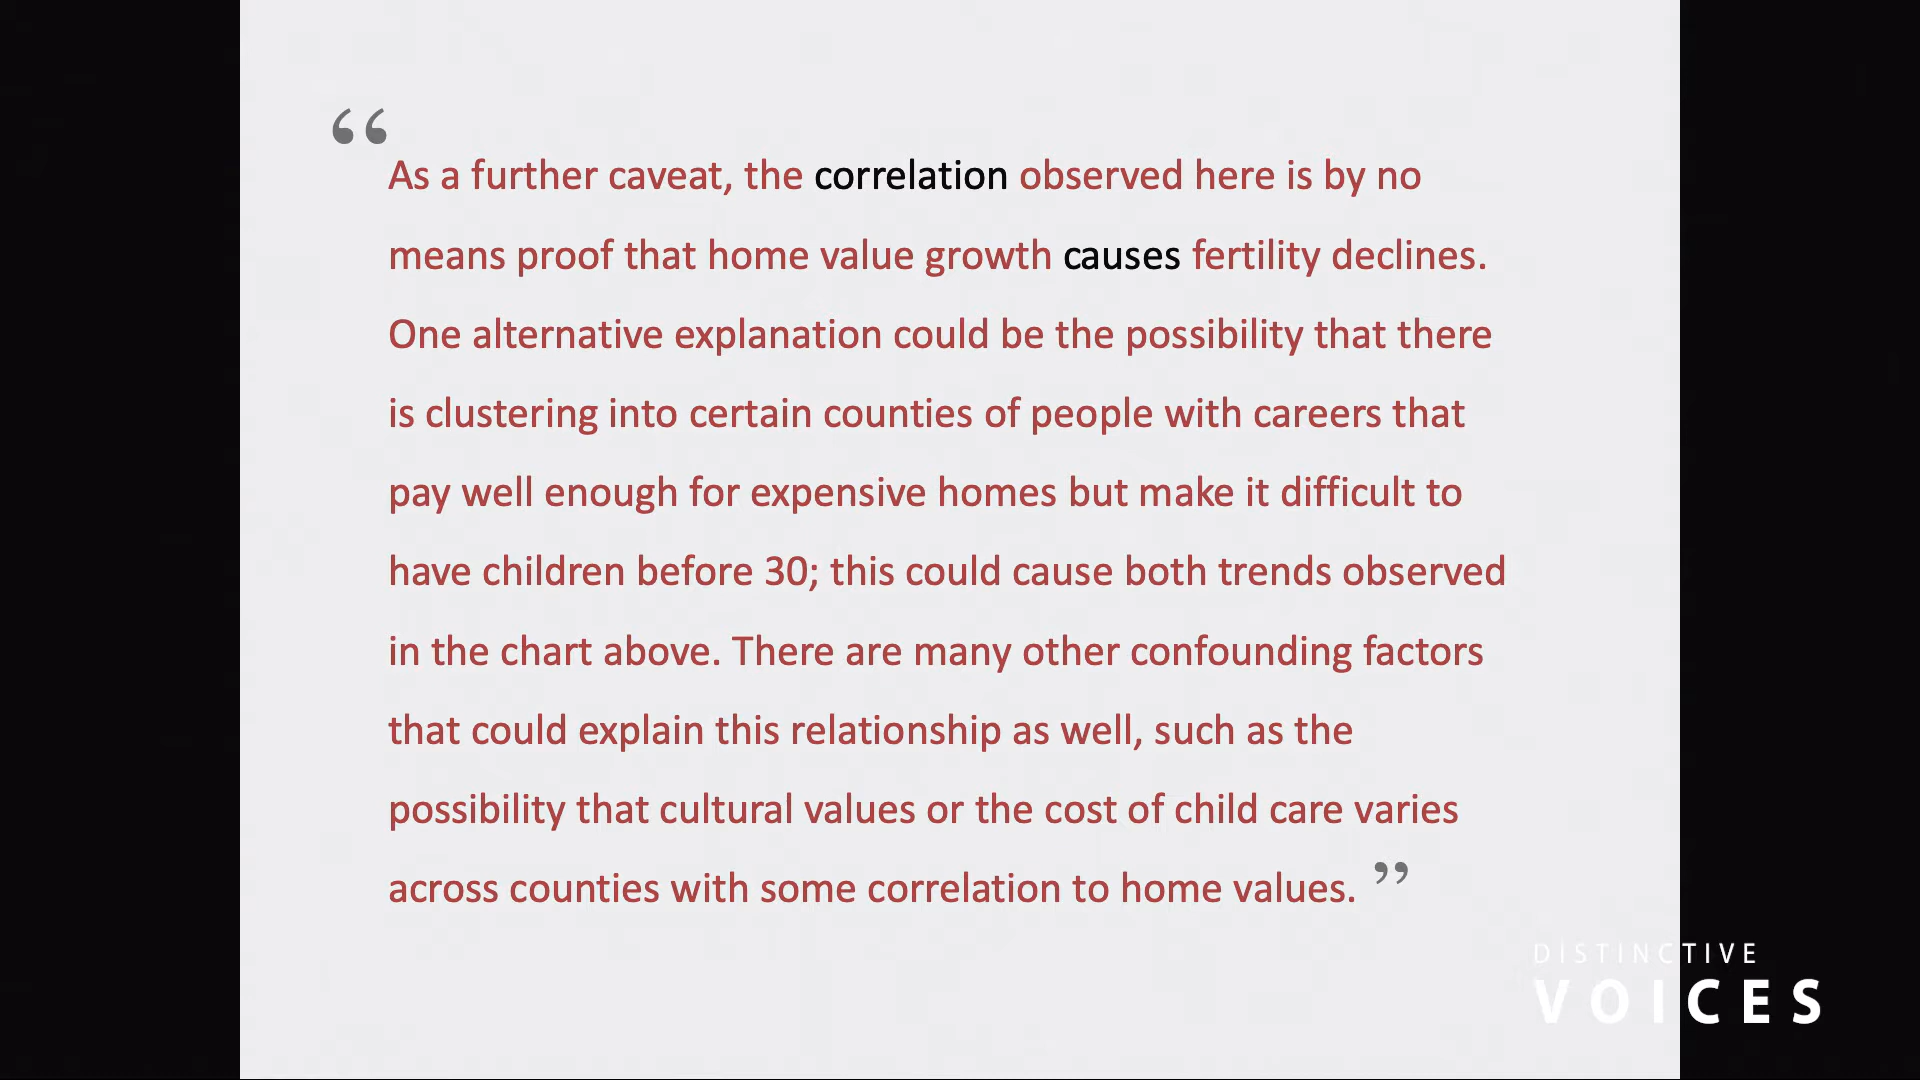 “
As a further caveat, the correlation observed here is by no
means proof that home value growth causes fertility declines.
One alternative explanation could be the possibility that there
is clustering into certain counties of people with careers that
pay well enough for expensive homes but make it difficult to
have children before 30; this could cause both trends observed
in the chart above. There are many other confounding factors
that could explain this relationship as well, such as the
possibility that cultural values or the cost of child care varies
across counties with some correlation to home values. ”
DISTINCTIVE
VOICES